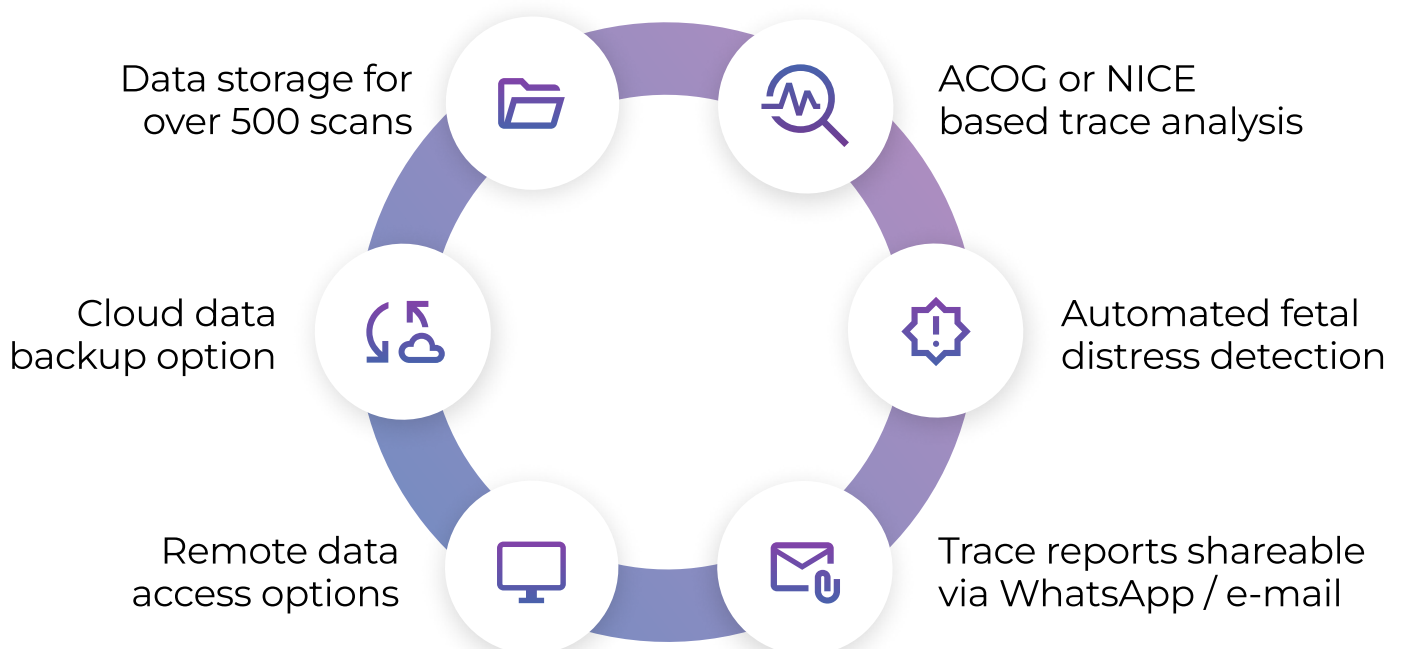 Data storage for
over 500 scans
ACOG or NICE
based trace analysis
Cloud data
backup option
Automated fetal
distress detection
Remote data
access options
Trace reports shareable
via WhatsApp / e-mail